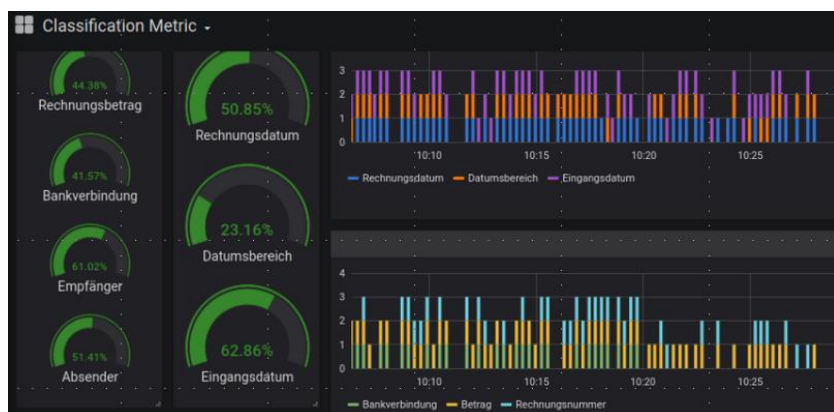 Classification Metric
44.38%
Rechnungsbetrag
41.57%
Bankverbindung
61.02%
Empfänger
51.41%
Absender
50.85%
Rechnungsdatum
23.16%
Datumsbereich
62.86%
Eingangsdatum
3
2
1
0
10:10 10:15 10:20 10:25
Rechnungsdatum Datumsbereich Eingangsdatum
4
3
2
1
0
10:10 10:15 10:20 10:25
Bankverbindung Betrag Rechnungsnummer